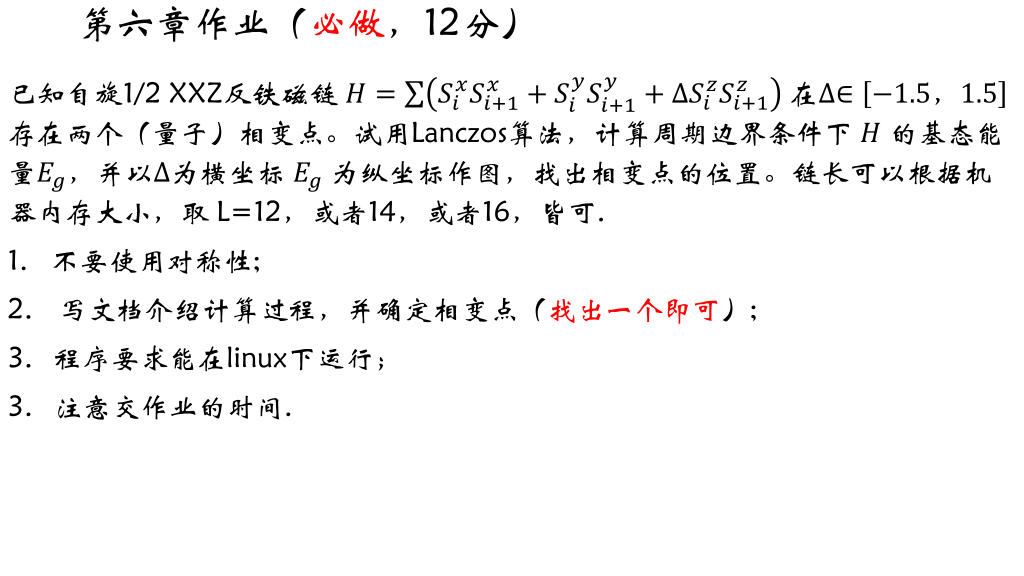 第六章作业（必做，12分）
已知自旋1/2 XXZ反铁磁链 $H = \sum (S_i^x S_{i+1}^x + S_i^y S_{i+1}^y + \Delta S_i^z S_{i+1}^z)$ 在Δ∈ [−1.5，1.5]
存在两个（量子）相变点。试用Lanczos算法，计算周期边界条件下 $H$ 的基态能
量$E_g$，并以Δ为横坐标 $E_g$ 为纵坐标作图，找出相变点的位置。链长可以根据机
器内存大小，取 L=12，或者14，或者16，皆可.
1. 不要使用对称性;
2. 写文档介绍计算过程，并确定相变点（找出一个即可）;
3. 程序要求能在linux下运行;
3. 注意交作业的时间.